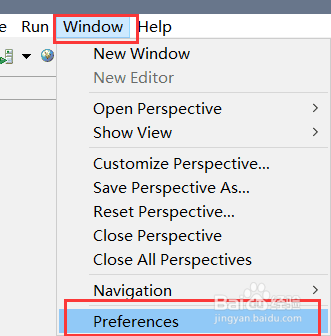 e Run Window Help
New Window
New Editor
Open Perspective
Show View
Customize Perspective...
Save Perspective As...
Reset Perspective...
Close Perspective
Close All Perspectives
Navigation
Preferences
Bai 经验
jingyan.baidu.com